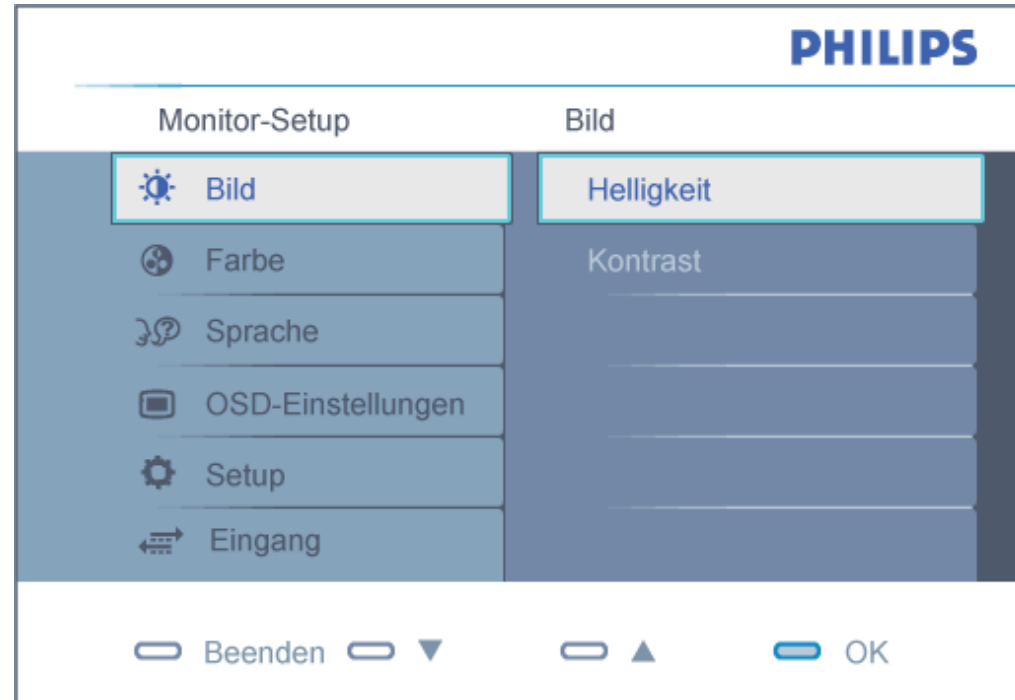 PHILIPS
Monitor-Setup Bild
Bild Helligkeit
Farbe Kontrast
Sprache
OSD-Einstellungen
Setup
Eingang
Beenden ▼ ▲ OK